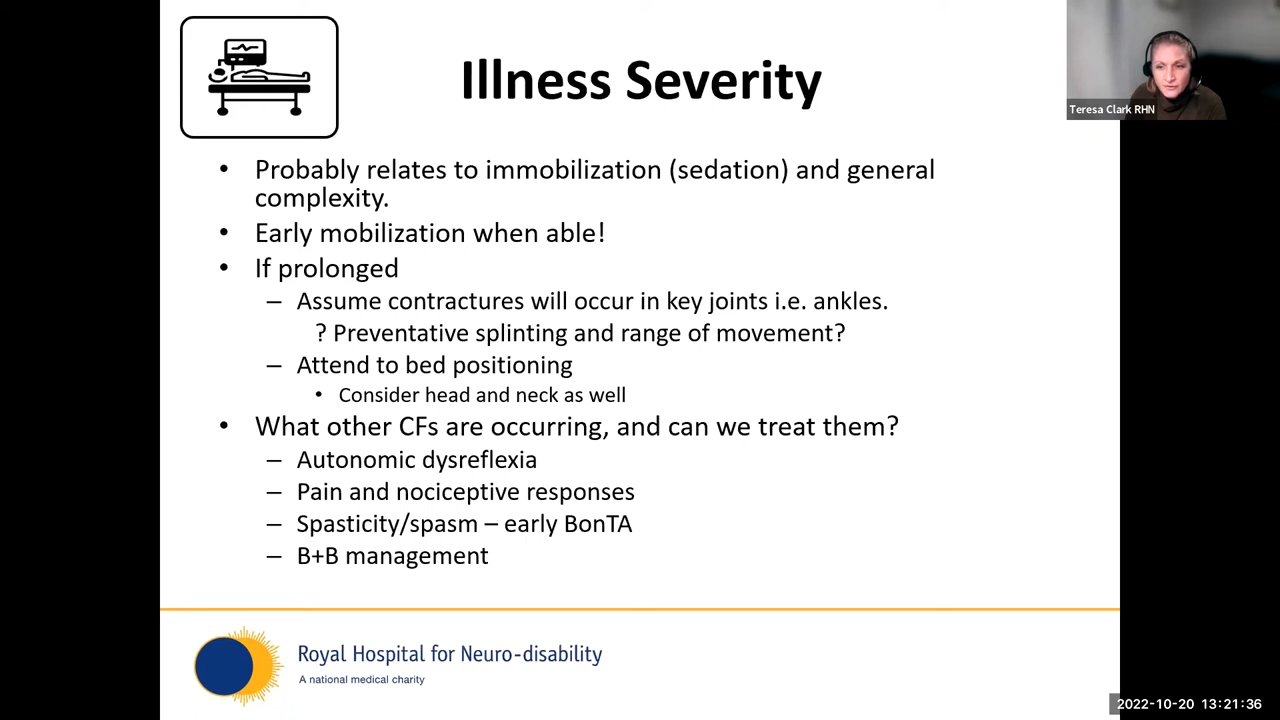 Illness Severity
Teresa Clark RHN
• Probably relates to immobilization (sedation) and general
complexity.
• Early mobilization when able!
• If prolonged
– Assume contractures will occur in key joints i.e. ankles.
? Preventative splinting and range of movement?
– Attend to bed positioning
• Consider head and neck as well
• What other CFs are occurring, and can we treat them?
– Autonomic dysreflexia
– Pain and nociceptive responses
– Spasticity/spasm – early BonTA
– B+B management
Royal Hospital for Neuro-disability
A national medical charity
2022-10-20 13:21:36